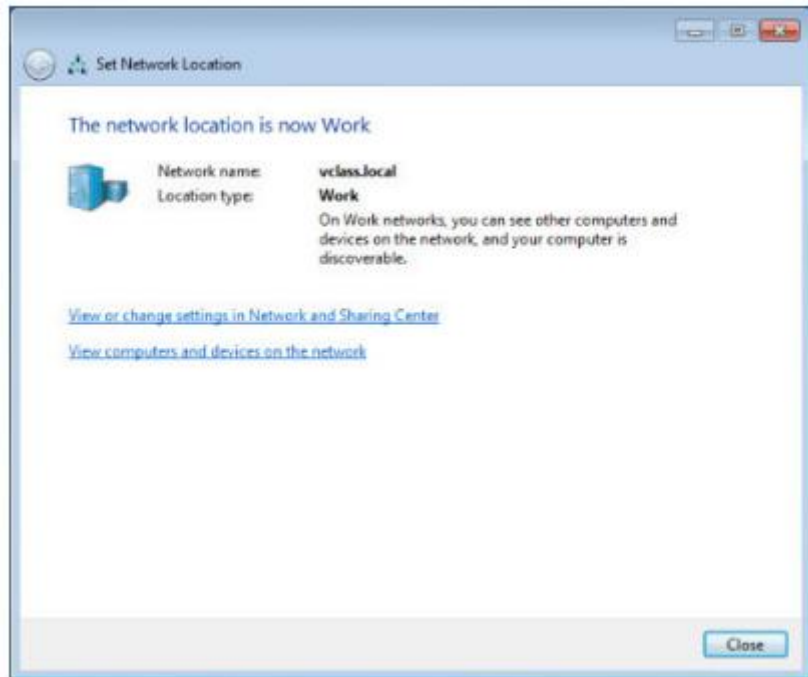 Set Network Location
The network location is now Work
Network name: vclass.local
Location type: Work
On Work networks, you can see other computers and
devices on the network, and your computer is
discoverable.
View or change settings in Network and Sharing Center
View computers and devices on the network
Close